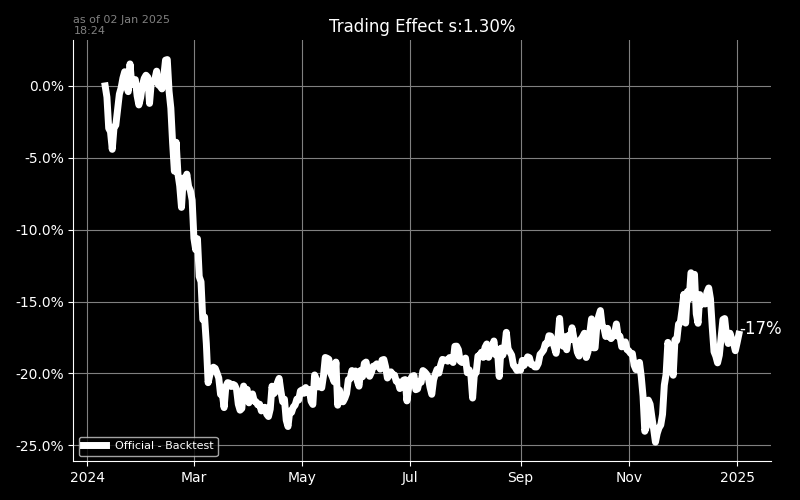 as of 02 Jan 2025
18:24
Trading Effect s:1.30%
0.0%
-5.0%
-10.0%
-15.0%
-17%
-20.0%
-25.0%
Official - Backtest
2024 Mar May Jul Sep Nov 2025